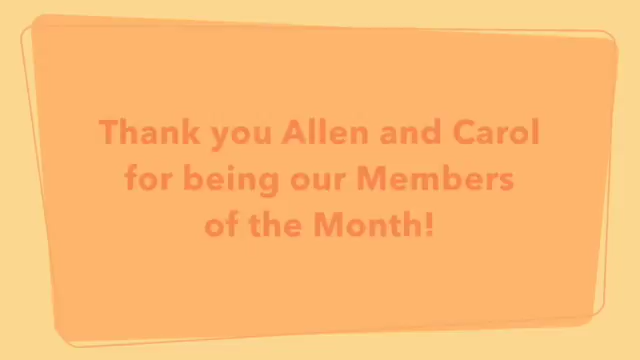 Thank you Allen and Carol
for being our Members
of the Month!